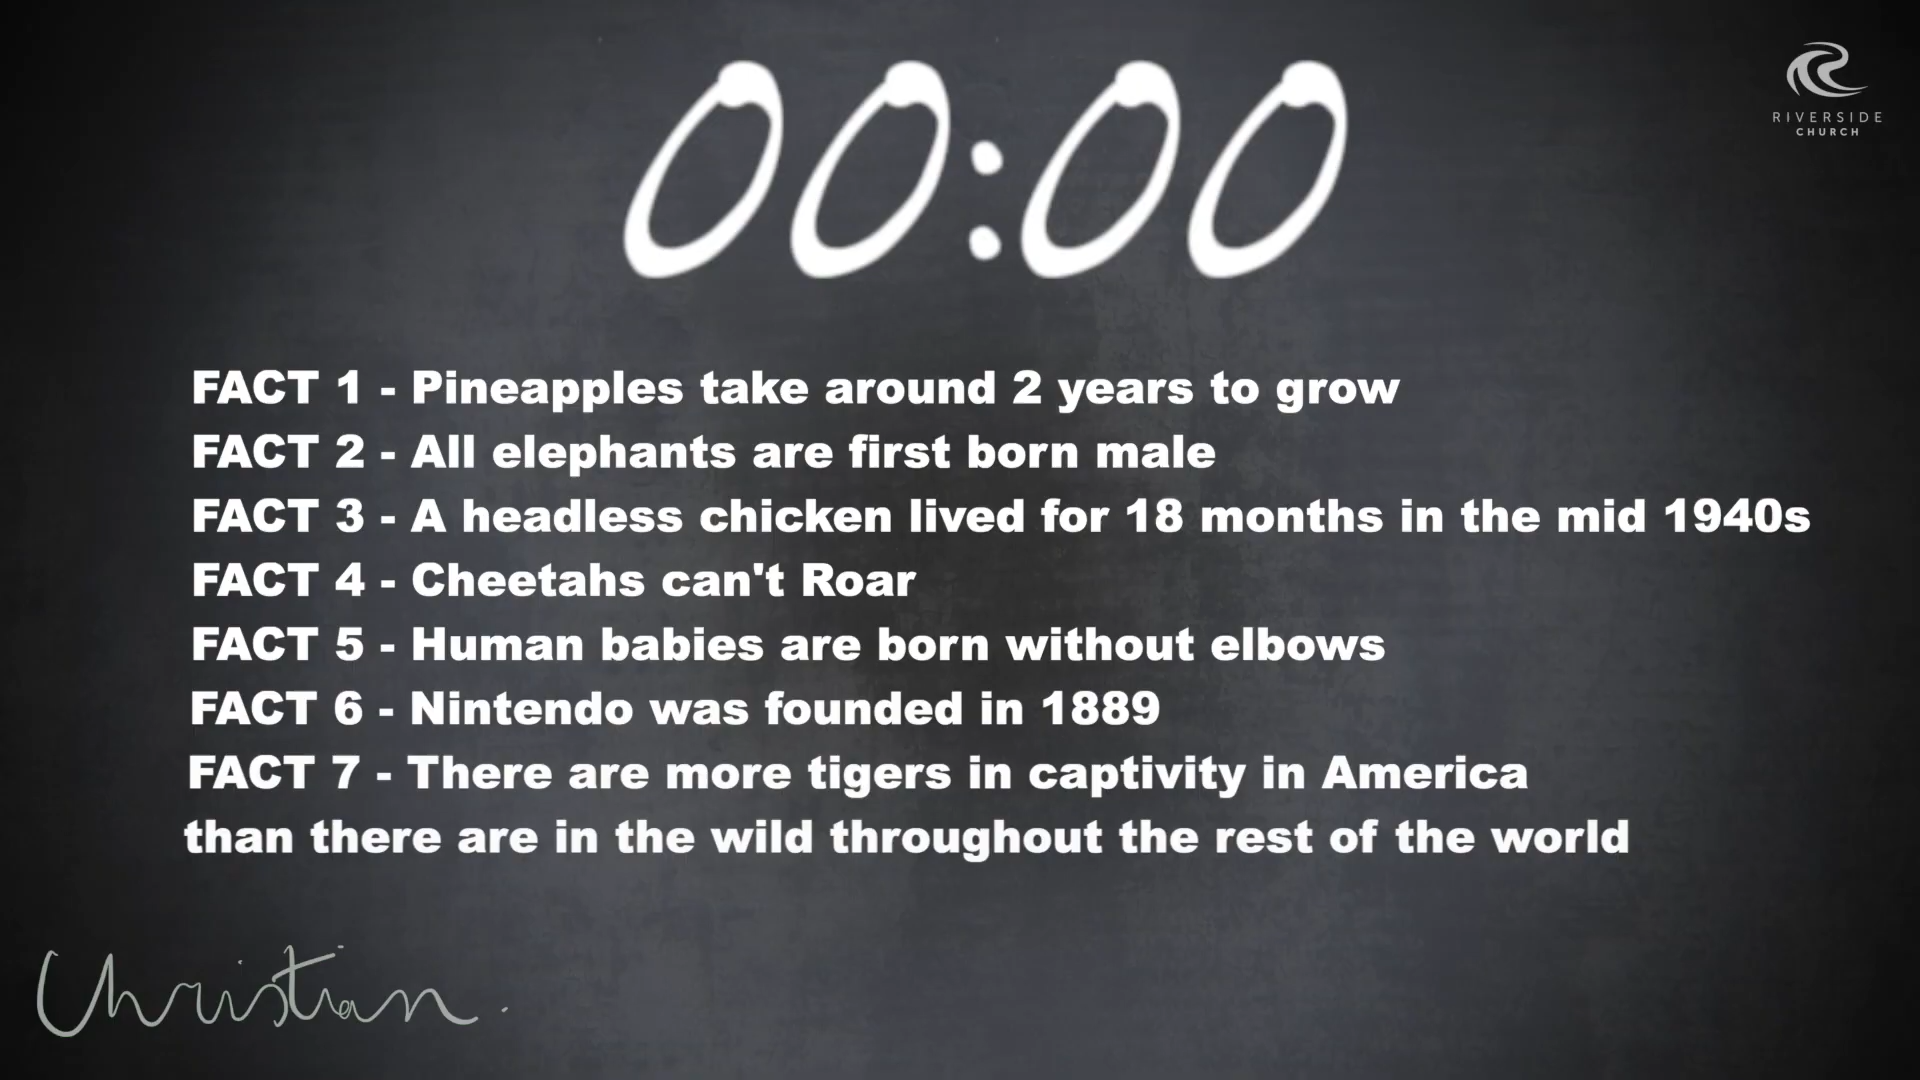 00:00
RIVERSIDE
CHURCH
FACT 1 - Pineapples take around 2 years to grow
FACT 2 - All elephants are first born male
FACT 3 - A headless chicken lived for 18 months in the mid 1940s
FACT 4 - Cheetahs can't Roar
FACT 5 - Human babies are born without elbows
FACT 6 - Nintendo was founded in 1889
FACT 7 - There are more tigers in captivity in America
than there are in the wild throughout the rest of the world
Christian.